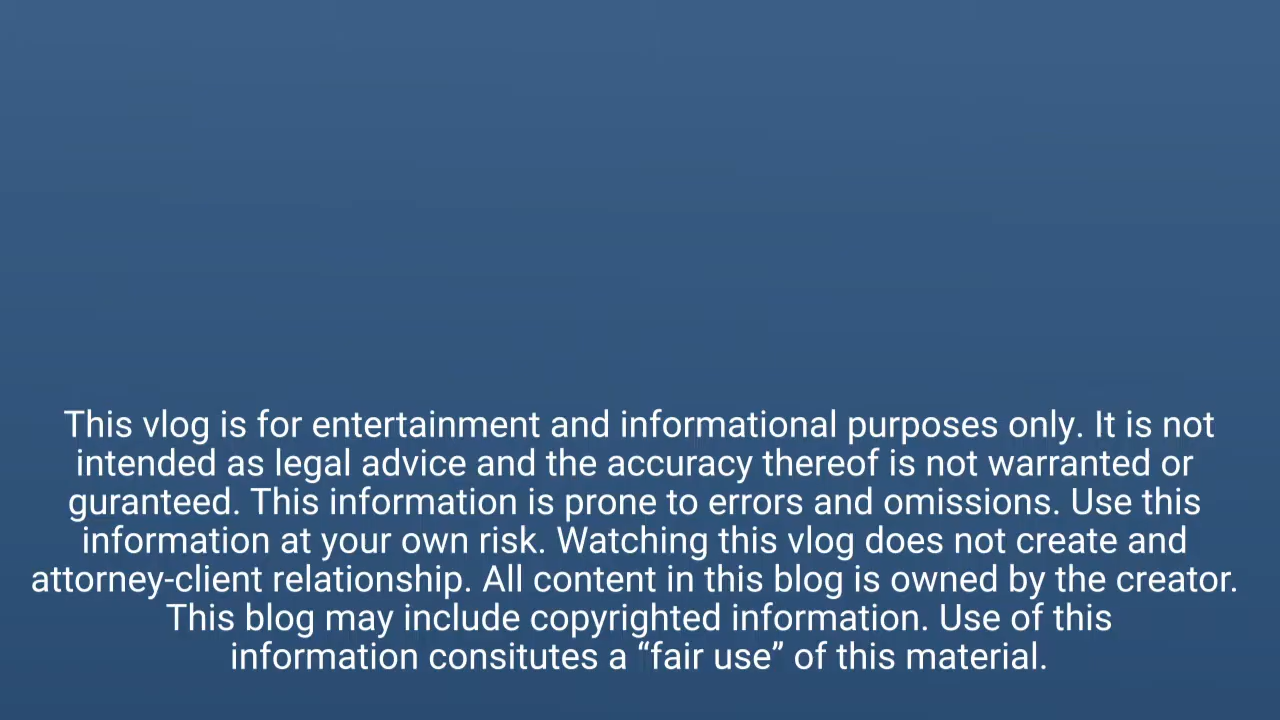 This vlog is for entertainment and informational purposes only. It is not
intended as legal advice and the accuracy thereof is not warranted or
guranteed. This information is prone to errors and omissions. Use this
information at your own risk. Watching this vlog does not create and
attorney-client relationship. All content in this blog is owned by the creator.
This blog may include copyrighted information. Use of this
information consitutes a “fair use” of this material.